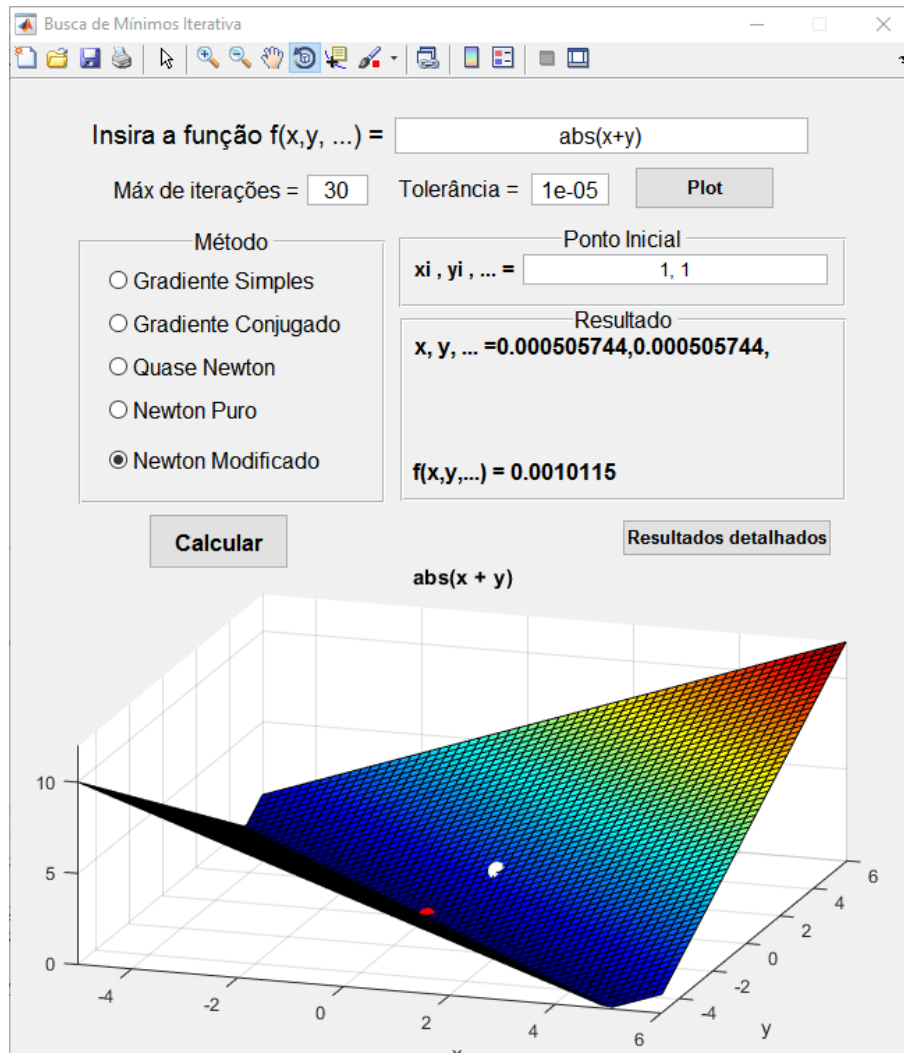 Busca de Mínimos Iterativa
Insira a função f(x,y, ...) = abs(x+y)
Máx de iterações = 30 Tolerância = 1e-05 Plot
Método
Gradiente Simples
Gradiente Conjugado
Quase Newton
Newton Puro
Newton Modificado
Ponto Inicial
xi , yi , ... = 1, 1
Resultado
x, y, ... =0.000505744,0.000505744,
f(x,y,...) = 0.0010115
Calcular
Resultados detalhados
abs(x + y)
10
5
0
-4
-2
0
2
4
6
6
4
2
0
-2
-4
y
x